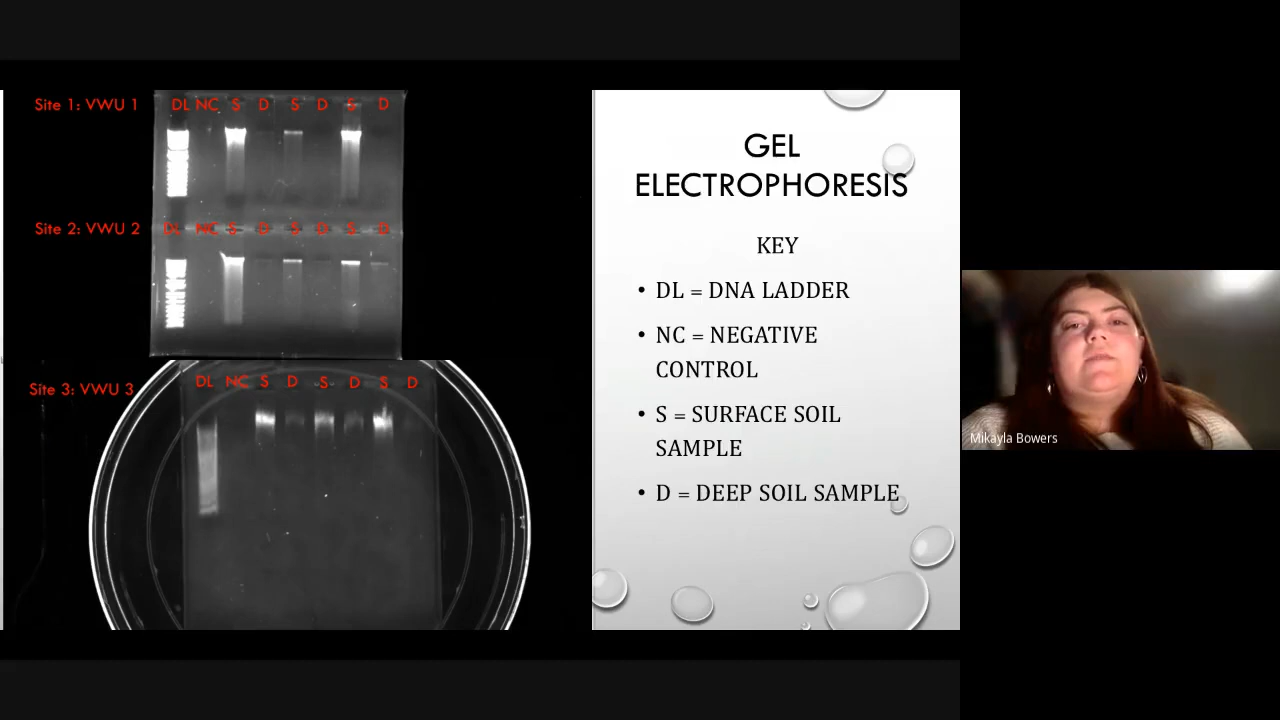 Site 1: VWU 1
DL NC S D S D S D
Site 2: VWU 2
DL NC S D S D S D
Site 3: VWU 3
DL NC S D S D S D
GEL
ELECTROPHORESIS
KEY
• DL = DNA LADDER
• NC = NEGATIVE
CONTROL
• S = SURFACE SOIL
SAMPLE
• D = DEEP SOIL SAMPLE
Mikayla Bowers